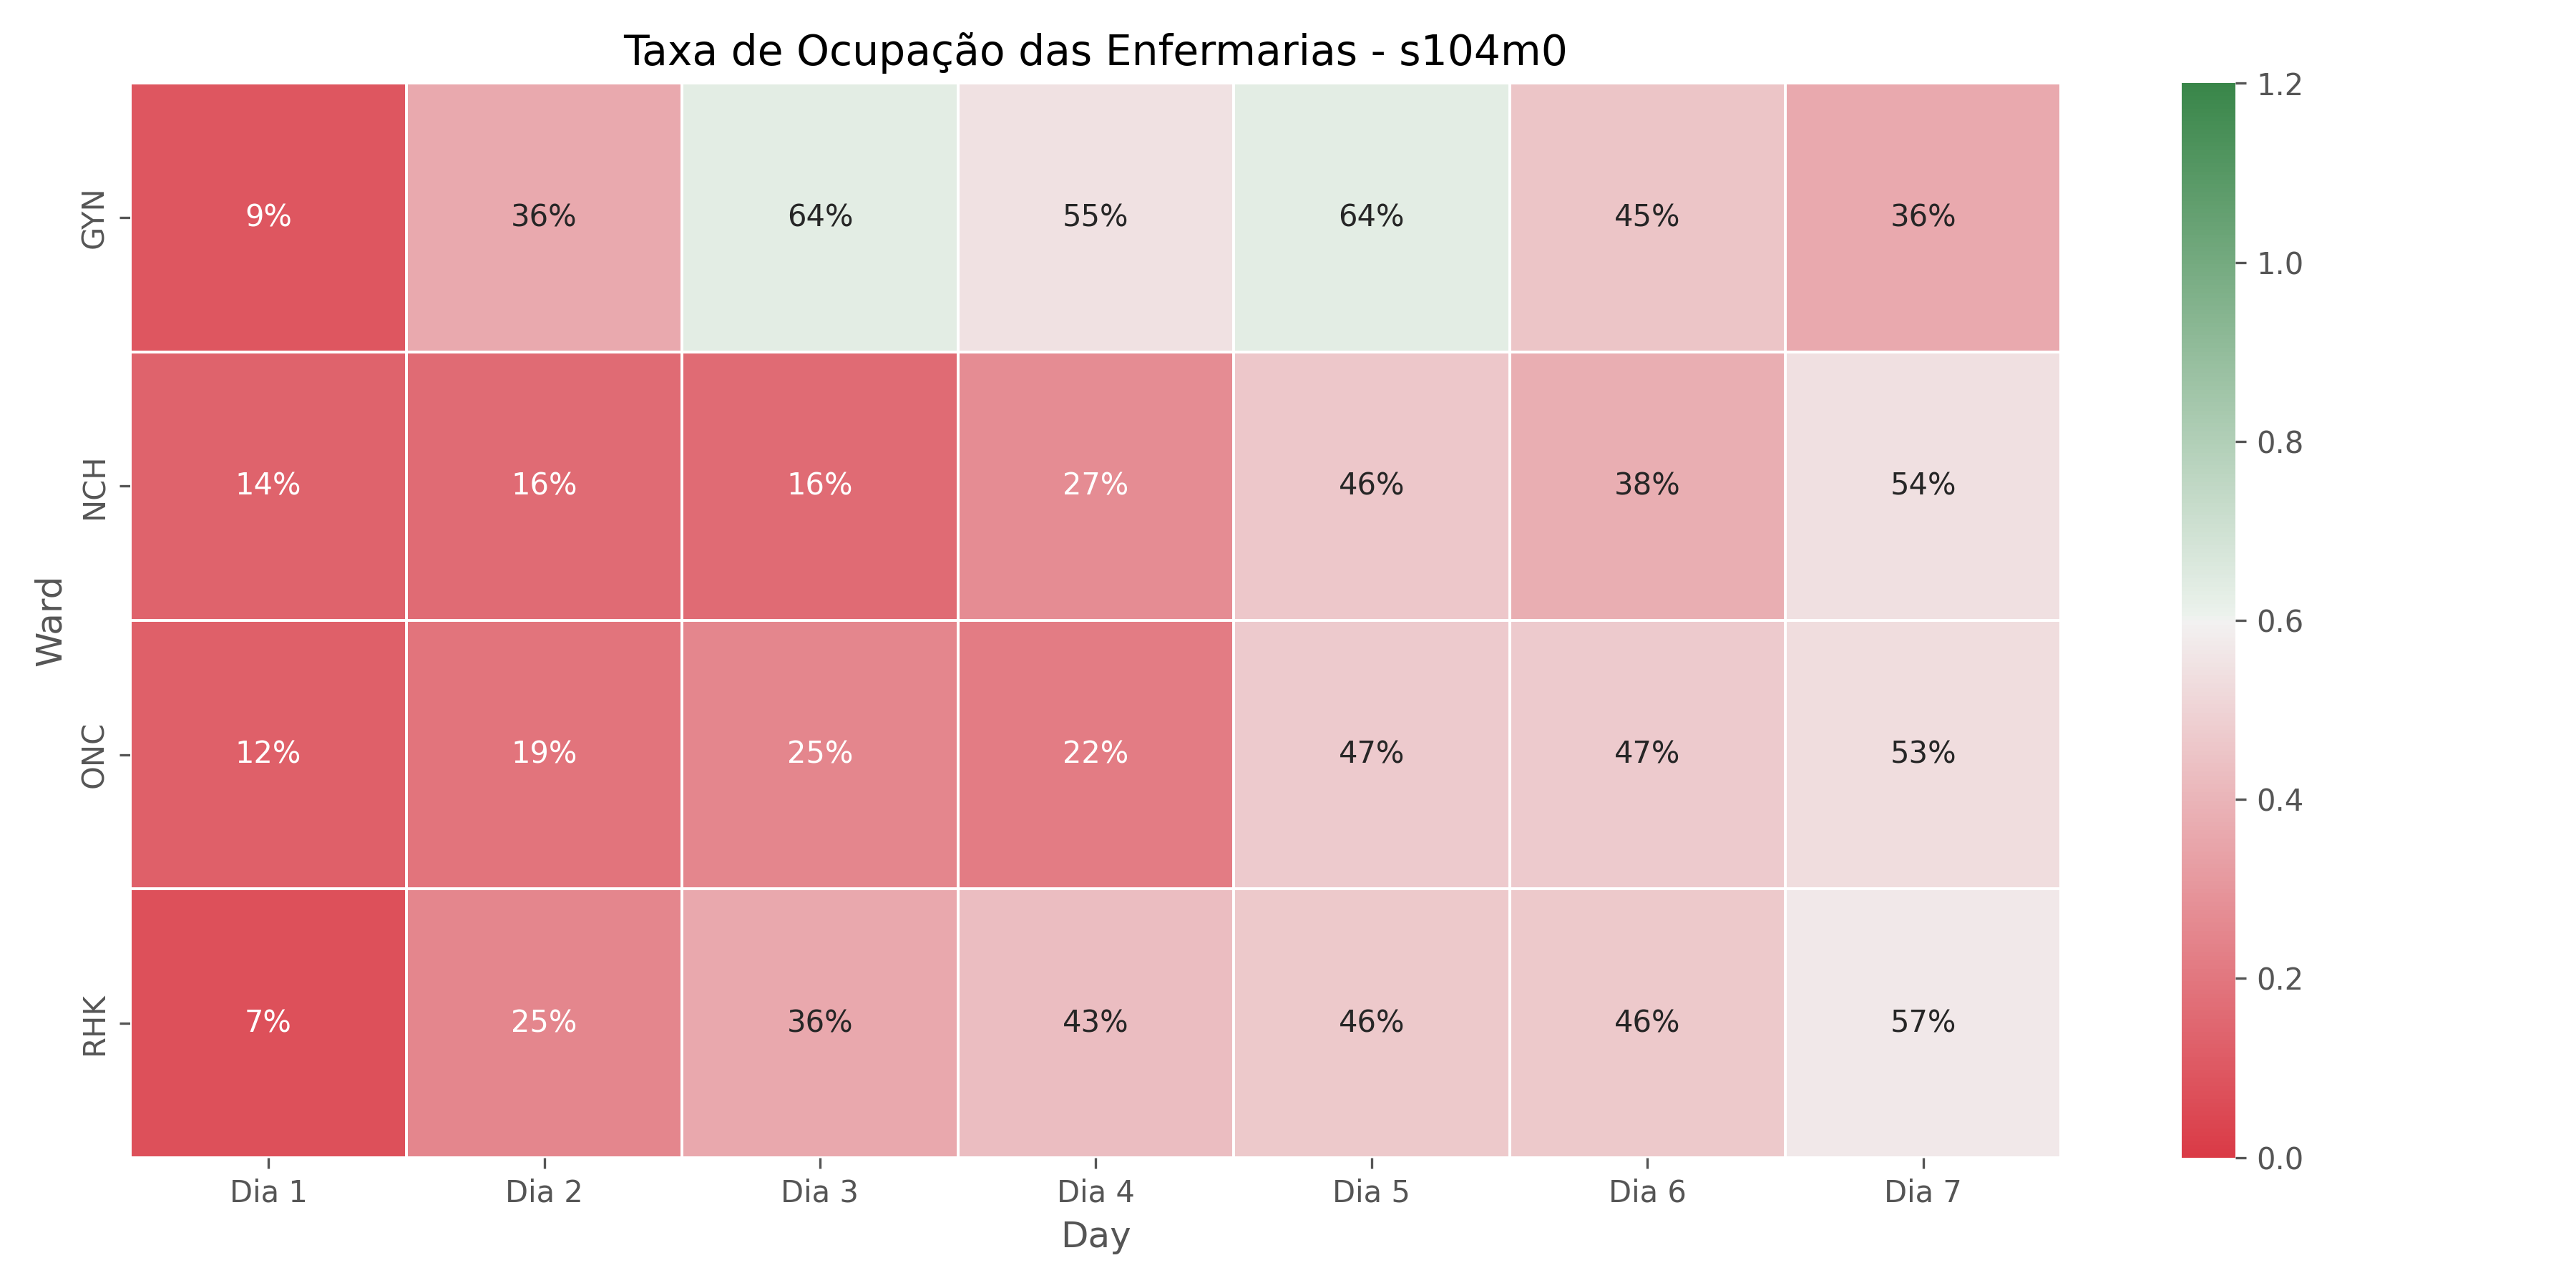 Taxa de Ocupação das Enfermarias - s104m0
Ward
GYN 9% 36% 64% 55% 64% 45% 36%
NCH 14% 16% 16% 27% 46% 38% 54%
ONC 12% 19% 25% 22% 47% 47% 53%
RHK 7% 25% 36% 43% 46% 46% 57%
Dia 1 Dia 2 Dia 3 Dia 4 Dia 5 Dia 6 Dia 7
Day
1.2
1.0
0.8
0.6
0.4
0.2
0.0